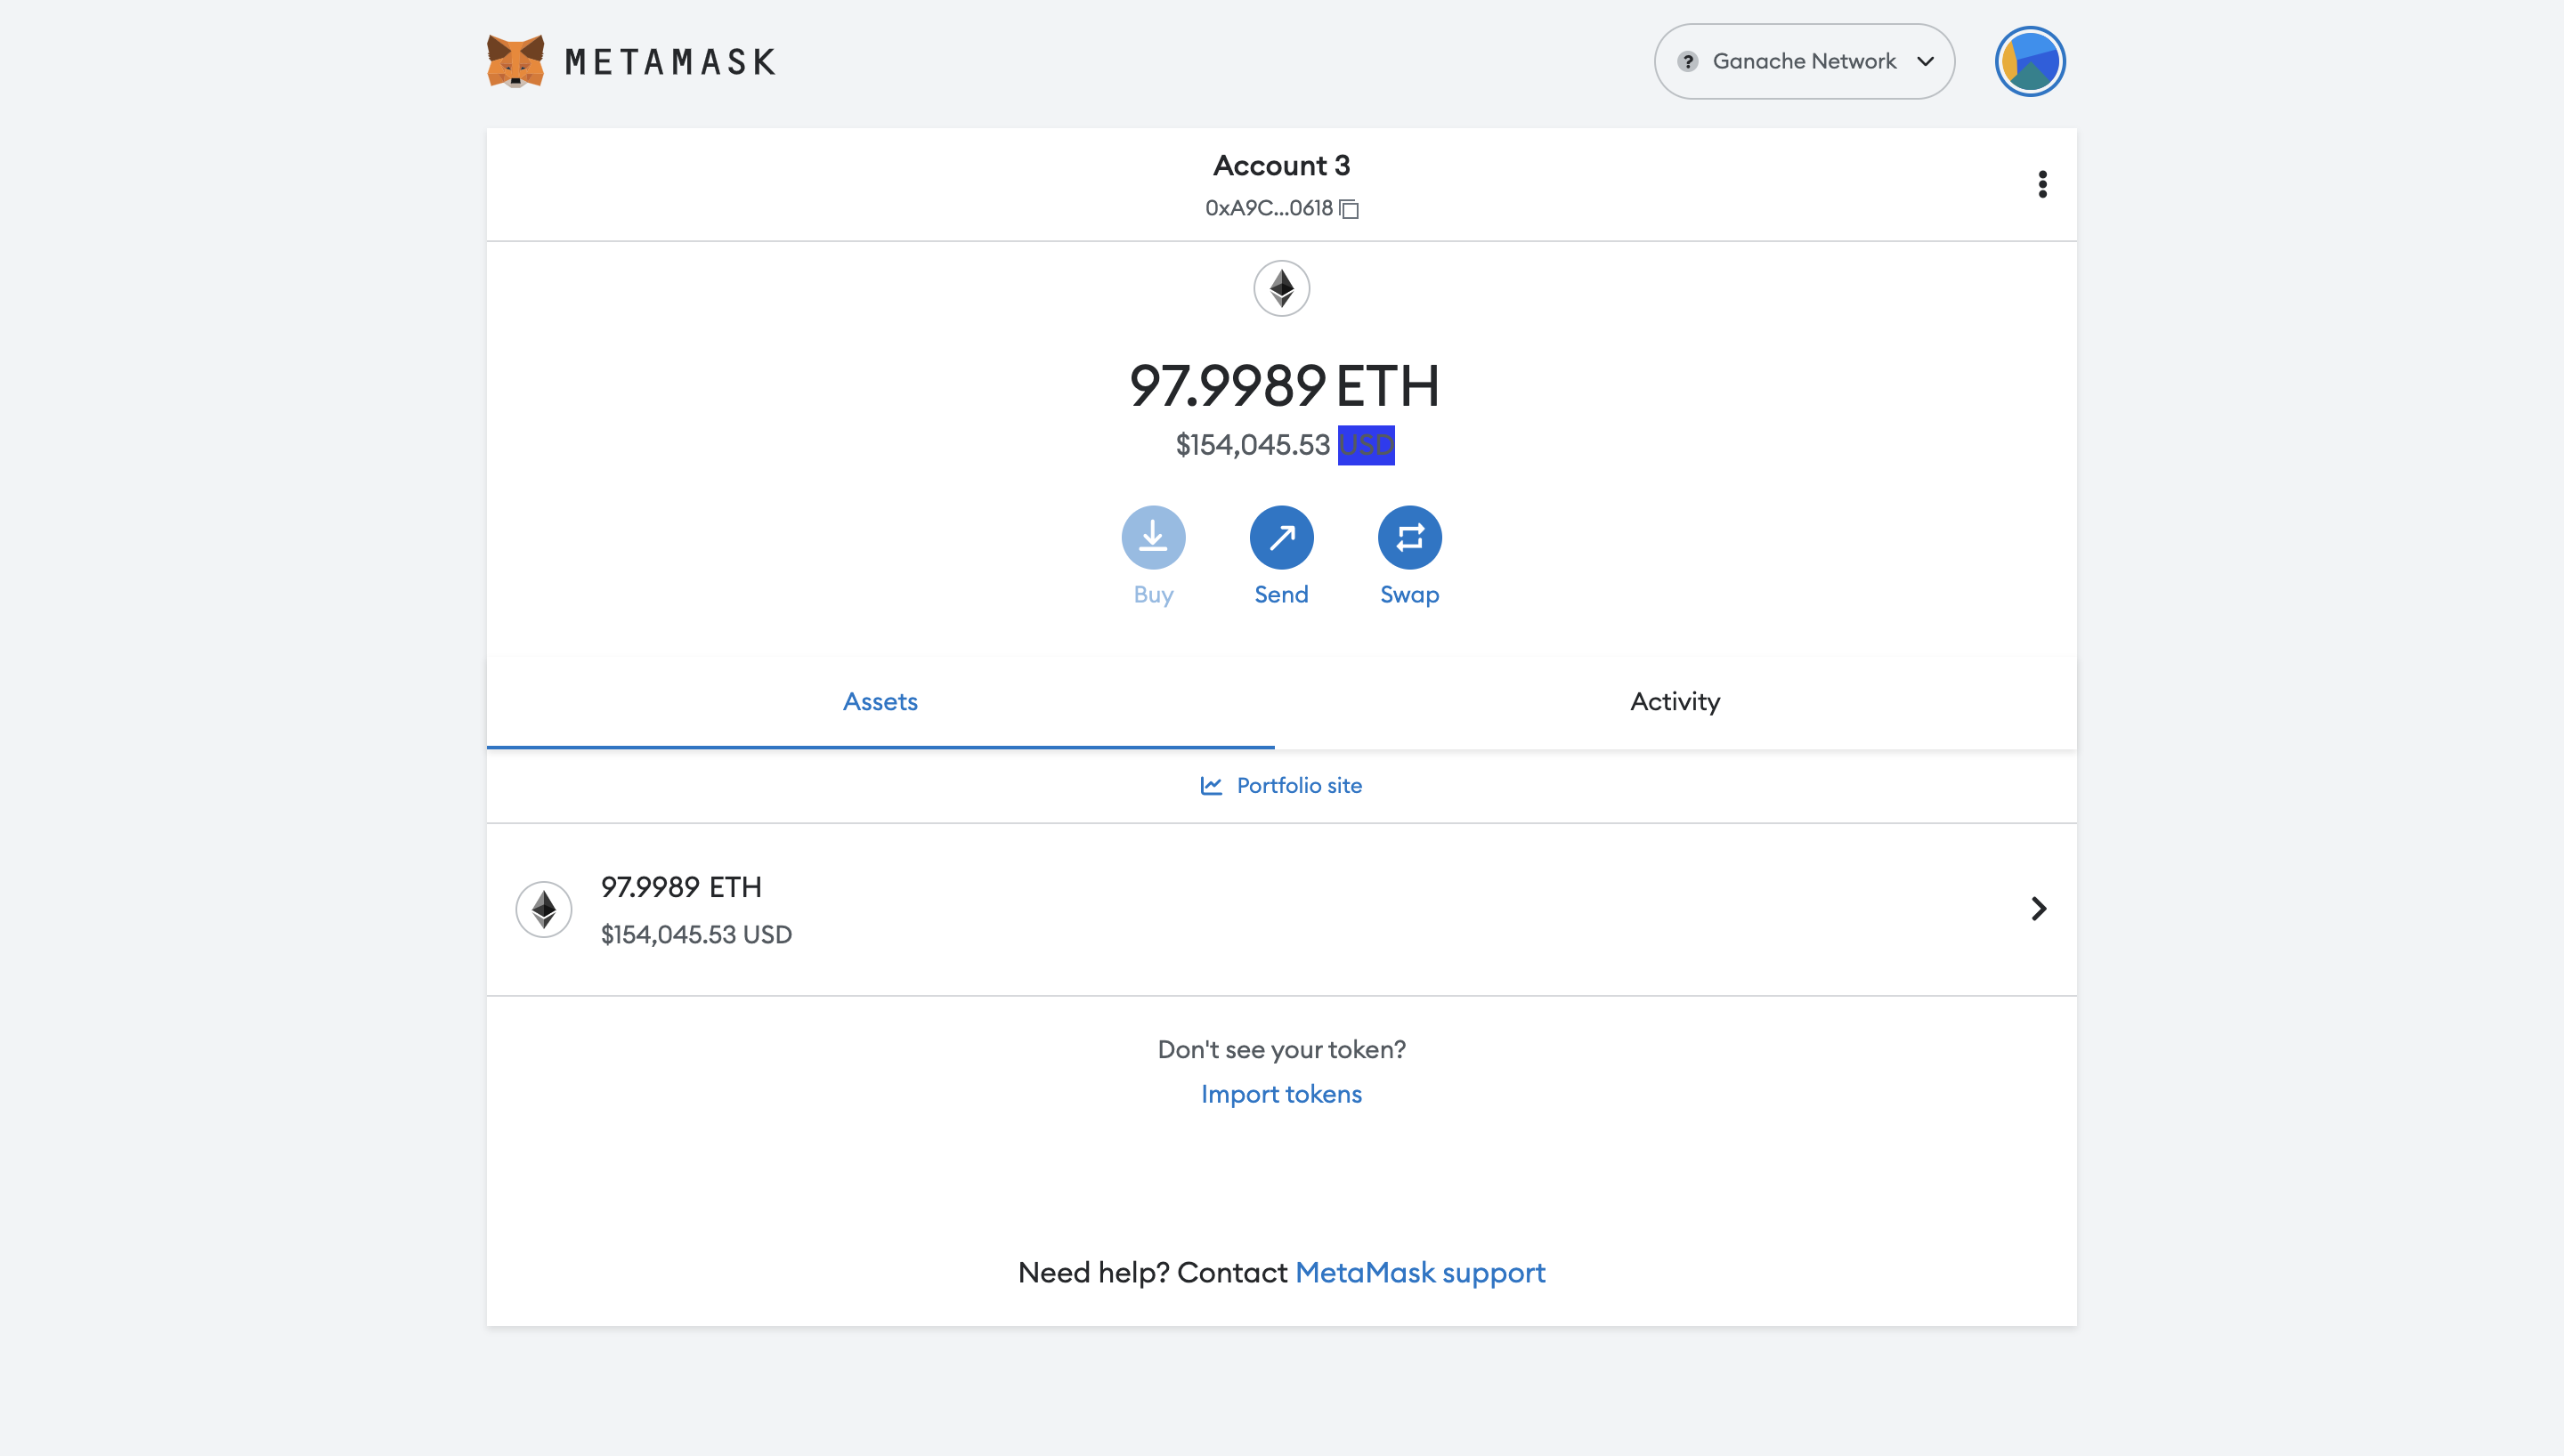 METAMASK
? Ganache Network
Account 3
0xA9C...0618
97.9989 ETH
$154,045.53 USD
Buy
Send
Swap
Assets
Activity
Portfolio site
97.9989 ETH
$154,045.53 USD
Don't see your token?
Import tokens
Need help? Contact MetaMask support